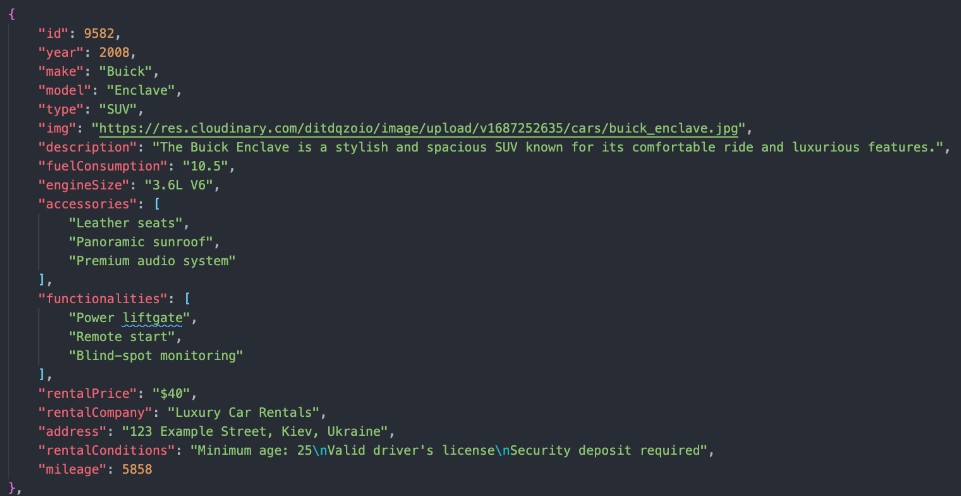 {
"id": 9582,
"year": 2008,
"make": "Buick",
"model": "Enclave",
"type": "SUV",
"img": "https://res.cloudinary.com/ditdqzoio/image/upload/v1687252635/cars/buick_enclave.jpg",
"description": "The Buick Enclave is a stylish and spacious SUV known for its comfortable ride and luxurious features.",
"fuelConsumption": "10.5",
"engineSize": "3.6L V6",
"accessories": [
"Leather seats",
"Panoramic sunroof",
"Premium audio system"
],
"functionalities": [
"Power liftgate",
"Remote start",
"Blind-spot monitoring"
],
"rentalPrice": "$40",
"rentalCompany": "Luxury Car Rentals",
"address": "123 Example Street, Kiev, Ukraine",
"rentalConditions": "Minimum age: 25\nValid driver's license\nSecurity deposit required",
"mileage": 5858
},